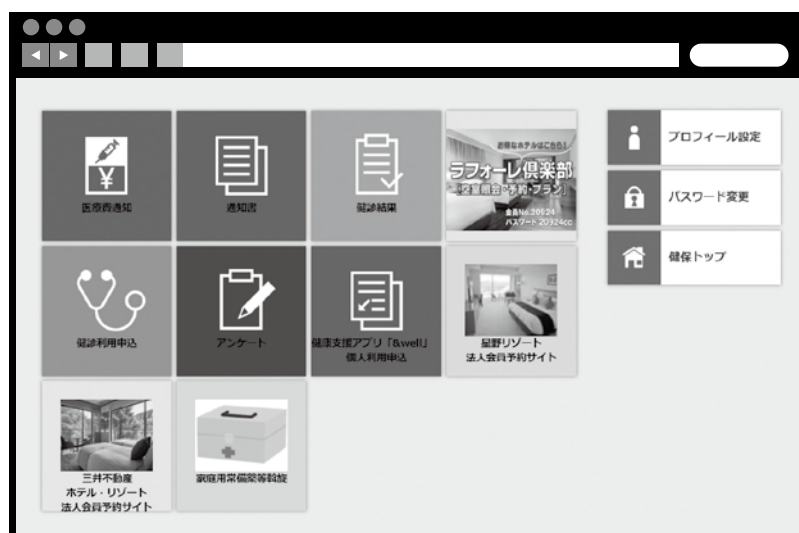 医療費通知
通知書
健診結果
お得なホテルはこちら!
ラフォーレ倶楽部
[空室照会・予約・プラン]
会員No.20924
パスワード 20924cc
プロフィール設定
パスワード変更
健保トップ
健診利用申込
アンケート
健康支援アプリ「&well」
個人利用申込
星野リゾート
法人会員予約サイト
三井不動産
ホテル・リゾート
法人会員予約サイト
家庭用常備薬等斡旋